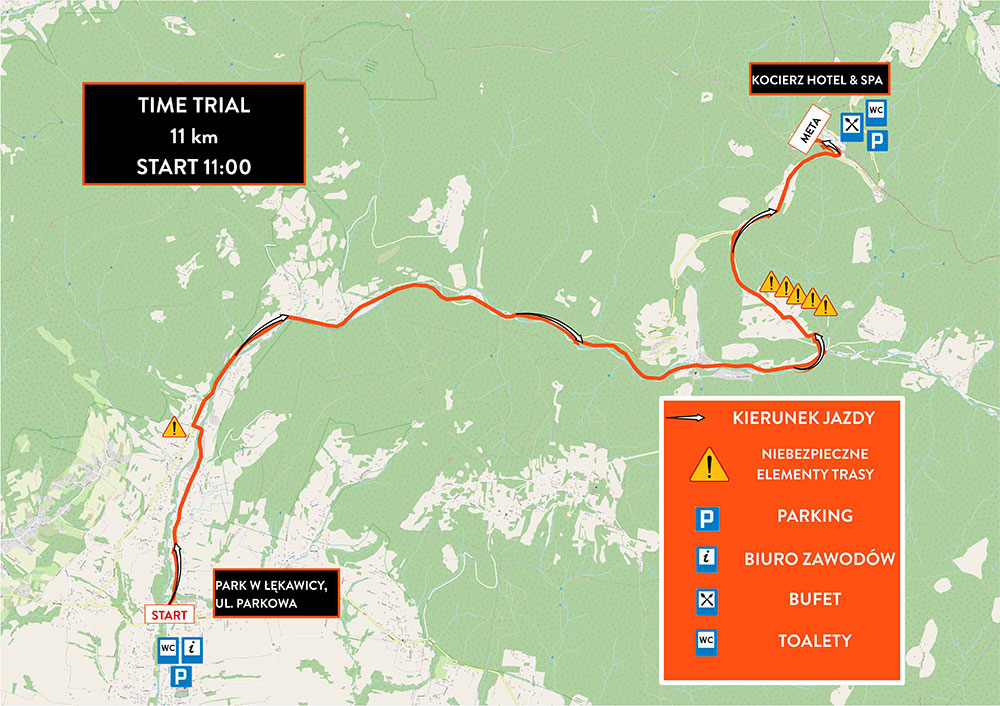 TIME TRIAL
11 km
START 11:00
KOCIERZ HOTEL & SPA
META
WC
P
START
PARK W ŁĘKAWICY,
UL. PARKOWA
WC
i
P
KIERUNEK JAZDY
NIEBEZPIECZNE
ELEMENTY TRASY
P
PARKING
i
BIURO ZAWODÓW
BUFET
WC
TOALETY